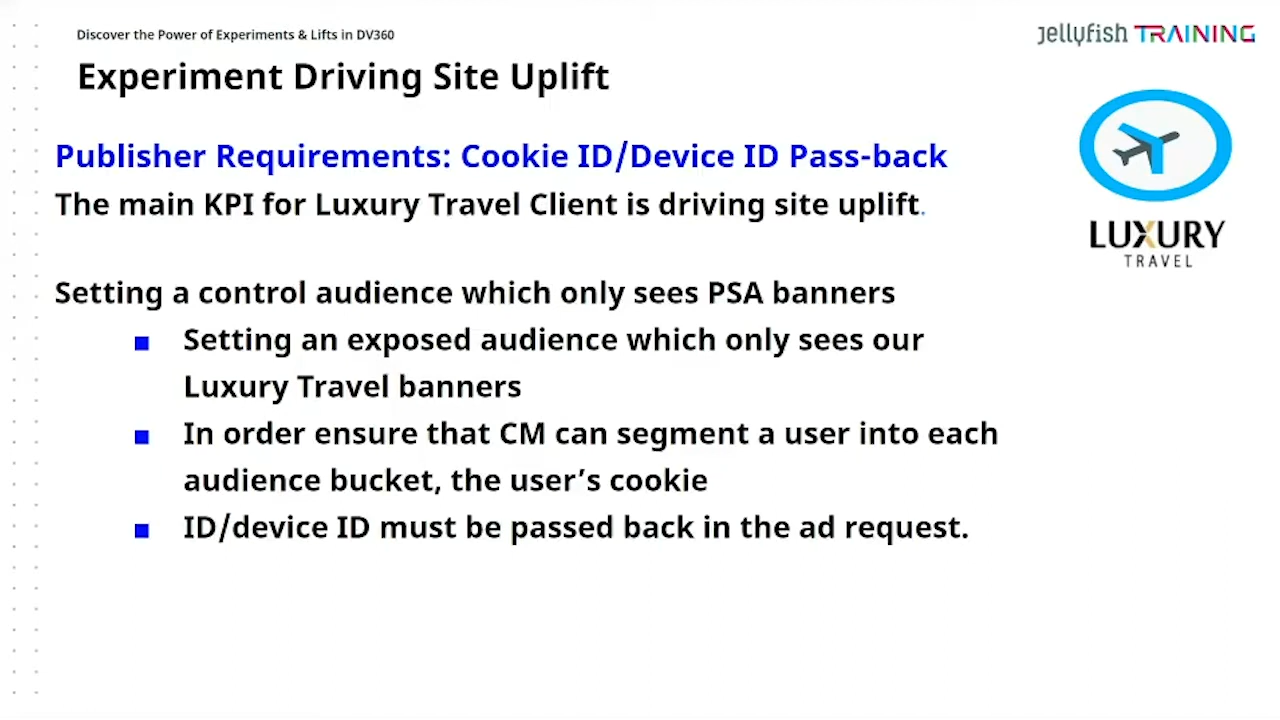 Discover the Power of Experiments & Lifts in DV360
jellyfish TRAINING
Experiment Driving Site Uplift
Publisher Requirements: Cookie ID/Device ID Pass-back
The main KPI for Luxury Travel Client is driving site uplift.
LUXURY
TRAVEL
Setting a control audience which only sees PSA banners
■ Setting an exposed audience which only sees our
Luxury Travel banners
■ In order ensure that CM can segment a user into each
audience bucket, the user’s cookie
■ ID/device ID must be passed back in the ad request.